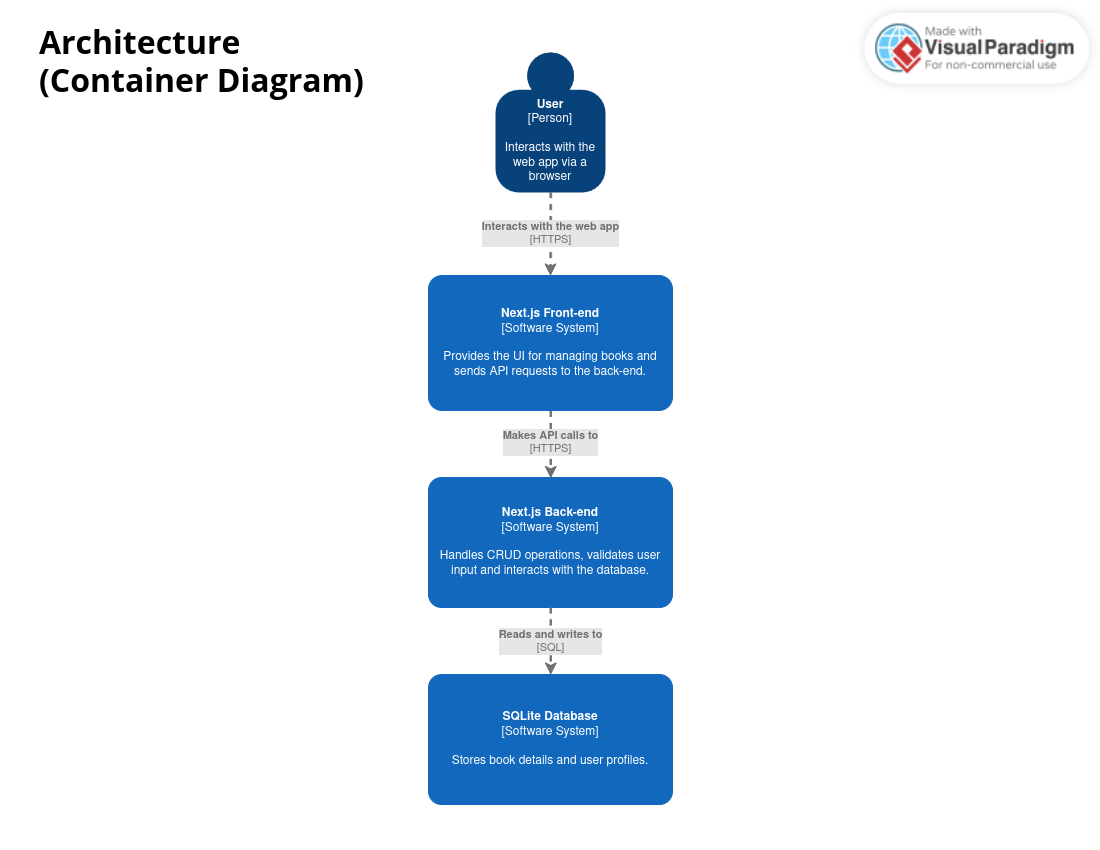 Architecture
(Container Diagram)
Made with
Visual Paradigm
For non-commercial use
User
[Person]
Interacts with the
web app via a
browser
Interacts with the web app
[HTTPS]
Next.js Front-end
[Software System]
Provides the UI for managing books and
sends API requests to the back-end.
Makes API calls to
[HTTPS]
Next.js Back-end
[Software System]
Handles CRUD operations, validates user
input and interacts with the database.
Reads and writes to
[SQL]
SQLite Database
[Software System]
Stores book details and user profiles.